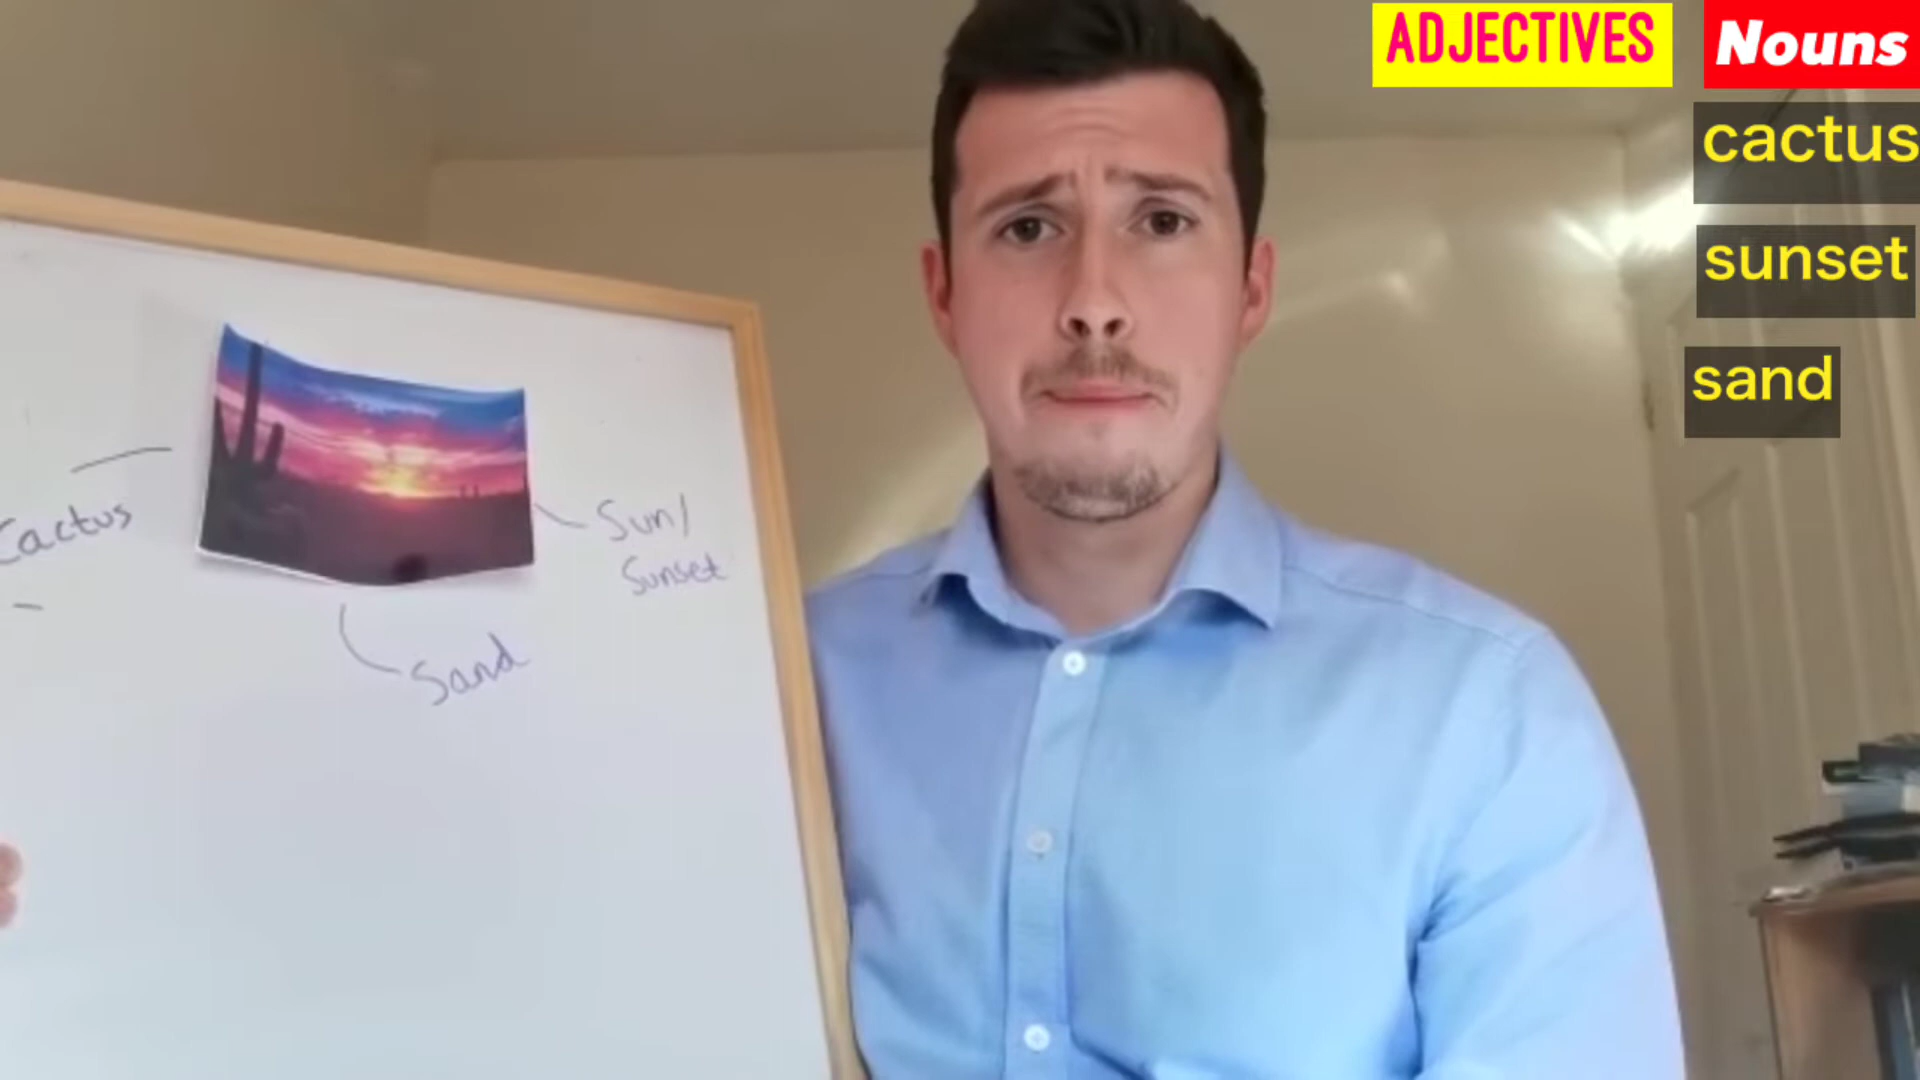 ADJECTIVES
Nouns
cactus
sunset
sand
Cactus
Sun/
Sunset
Sand